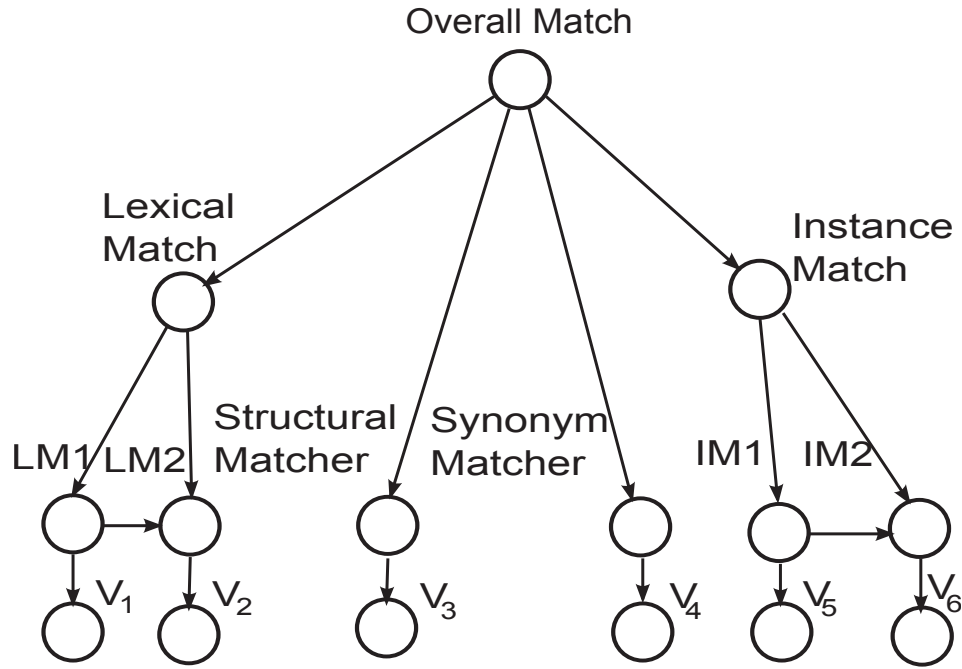 Overall Match
Lexical
Match
Instance
Match
Structural
Matcher
Synonym
Matcher
LM1
LM2
IM1
IM2
V1
V2
V3
V4
V5
V6